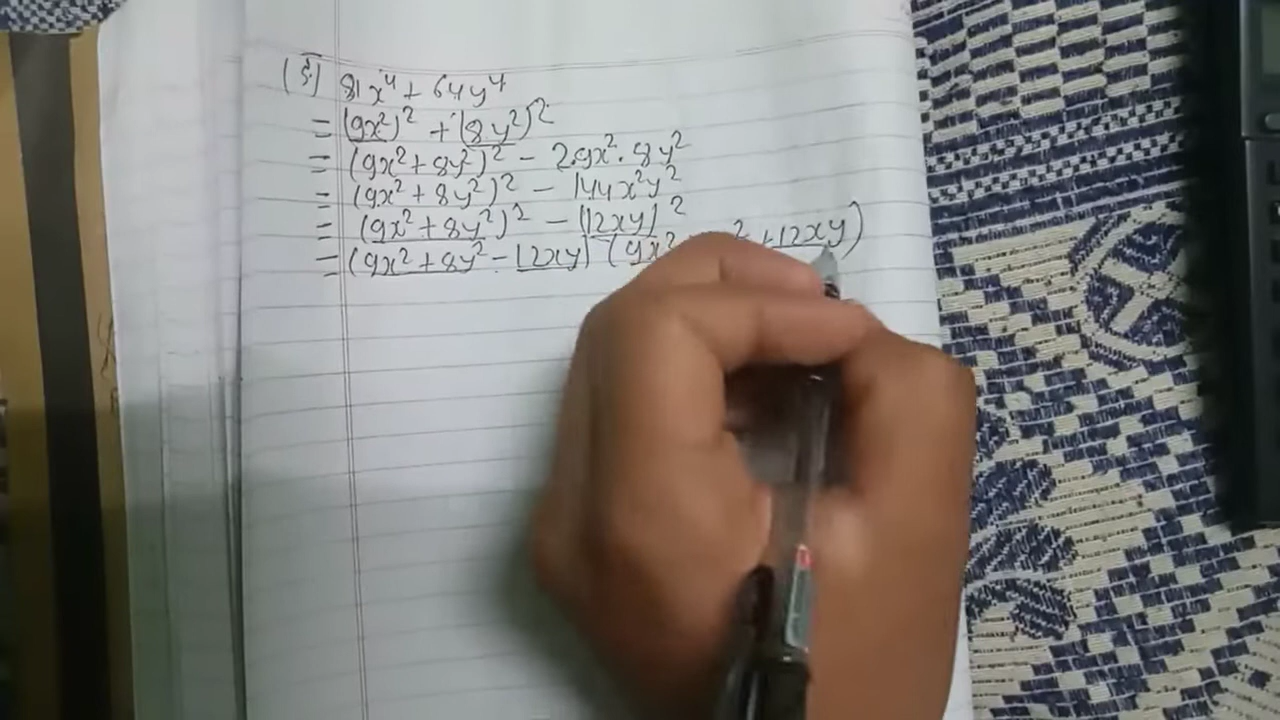 (ই) 81x⁴ + 64y⁴
= (9x²)² + (8y²)²
= (9x² + 8y²)² - 2.9x². 8y²
= (9x² + 8y²)² - 144x²y²
= (9x² + 8y²)² - (12xy)²
= (9x² + 8y² - 12xy) (9x² ² + 12xy)